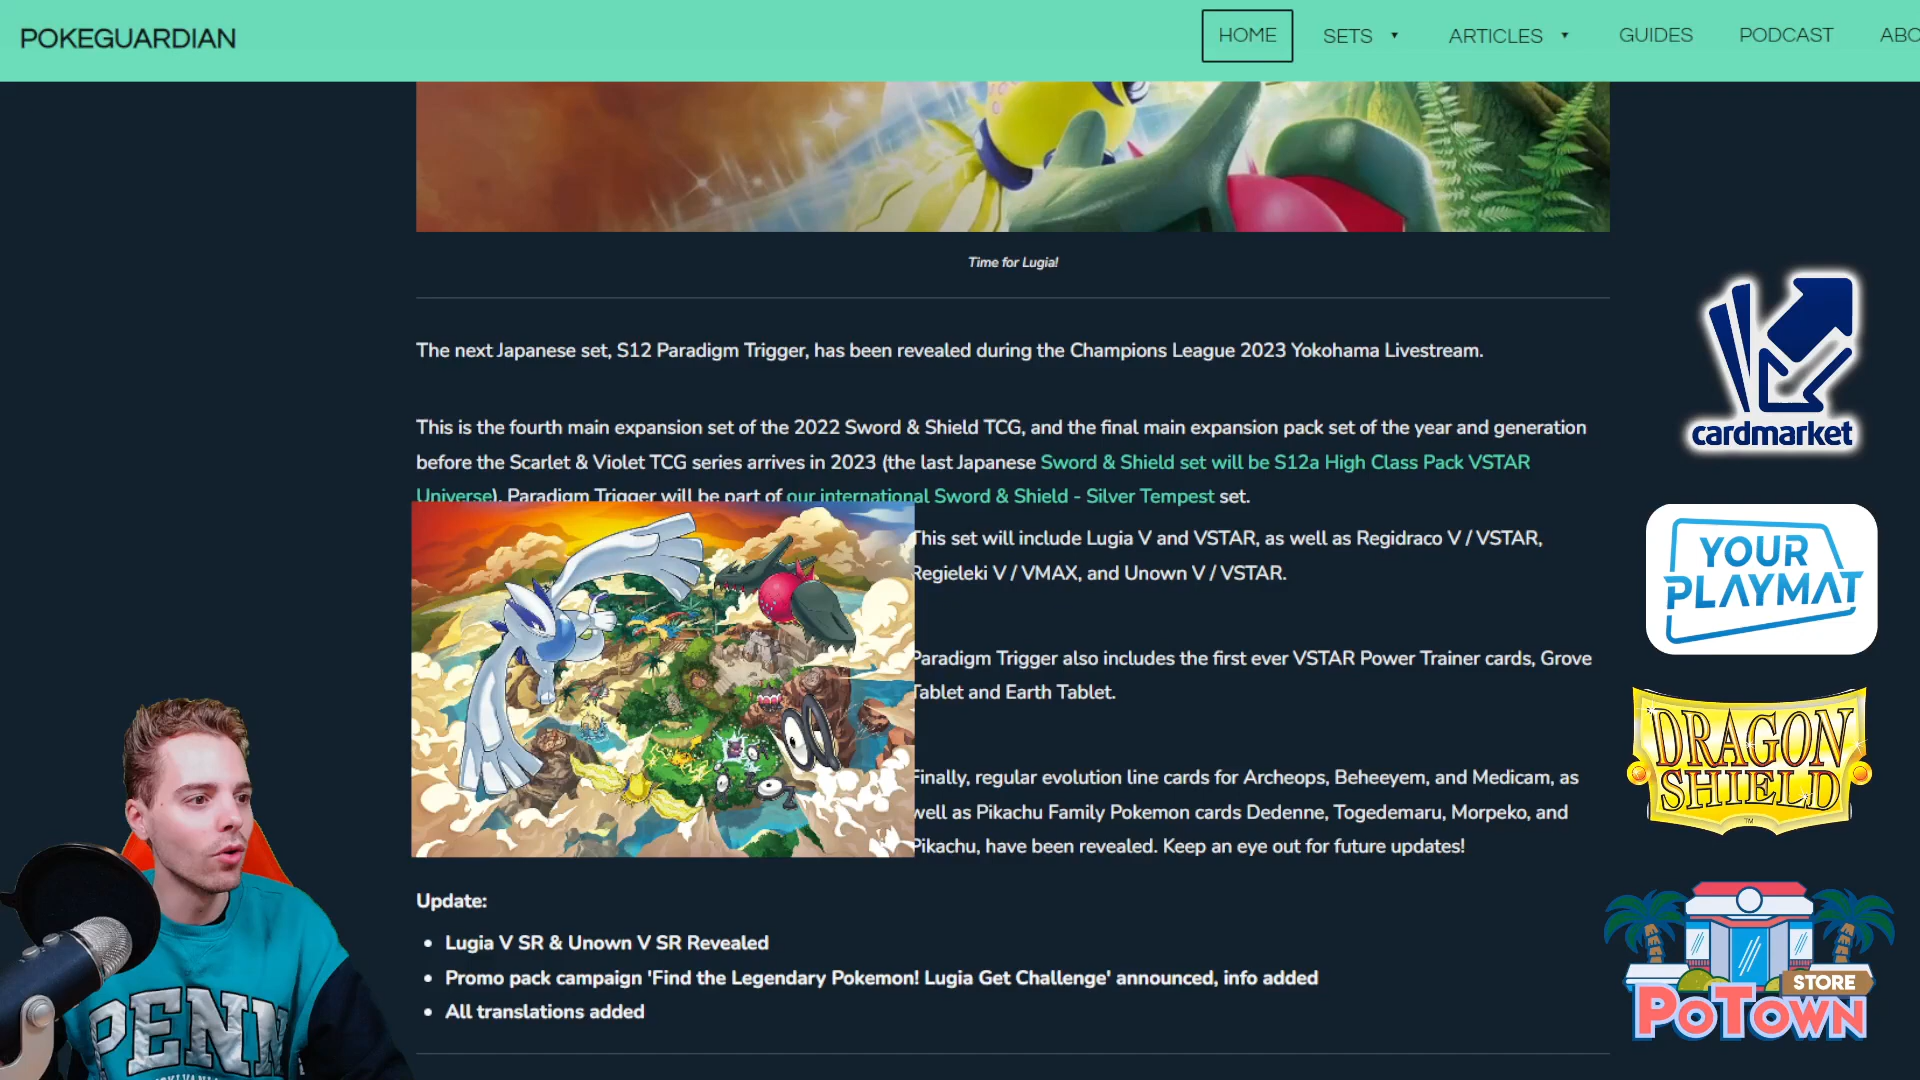 POKEGUARDIAN
HOME
SETS
ARTICLES
GUIDES
PODCAST
ABO
Time for Lugia!
The next Japanese set, S12 Paradigm Trigger, has been revealed during the Champions League 2023 Yokohama Livestream.
This is the fourth main expansion set of the 2022 Sword & Shield TCG, and the final main expansion pack set of the year and generation
before the Scarlet & Violet TCG series arrives in 2023 (the last Japanese Sword & Shield set will be S12a High Class Pack VSTAR
Universe). Paradigm Trigger will be part of our international Sword & Shield - Silver Tempest set.
This set will include Lugia V and VSTAR, as well as Regidraco V / VSTAR,
Regieleki V / VMAX, and Unown V / VSTAR.
Paradigm Trigger also includes the first ever VSTAR Power Trainer cards, Grove
Tablet and Earth Tablet.
Finally, regular evolution line cards for Archeops, Beheeyem, and Medicam, as
well as Pikachu Family Pokemon cards Dedenne, Togedemaru, Morpeko, and
Pikachu, have been revealed. Keep an eye out for future updates!
Update:
Lugia V SR & Unown V SR Revealed
Promo pack campaign 'Find the Legendary Pokemon! Lugia Get Challenge' announced, info added
All translations added
cardmarket
YOUR
PLAYMAT
DRAGON
SHIELD
TM
STORE
POTOWN
PENN